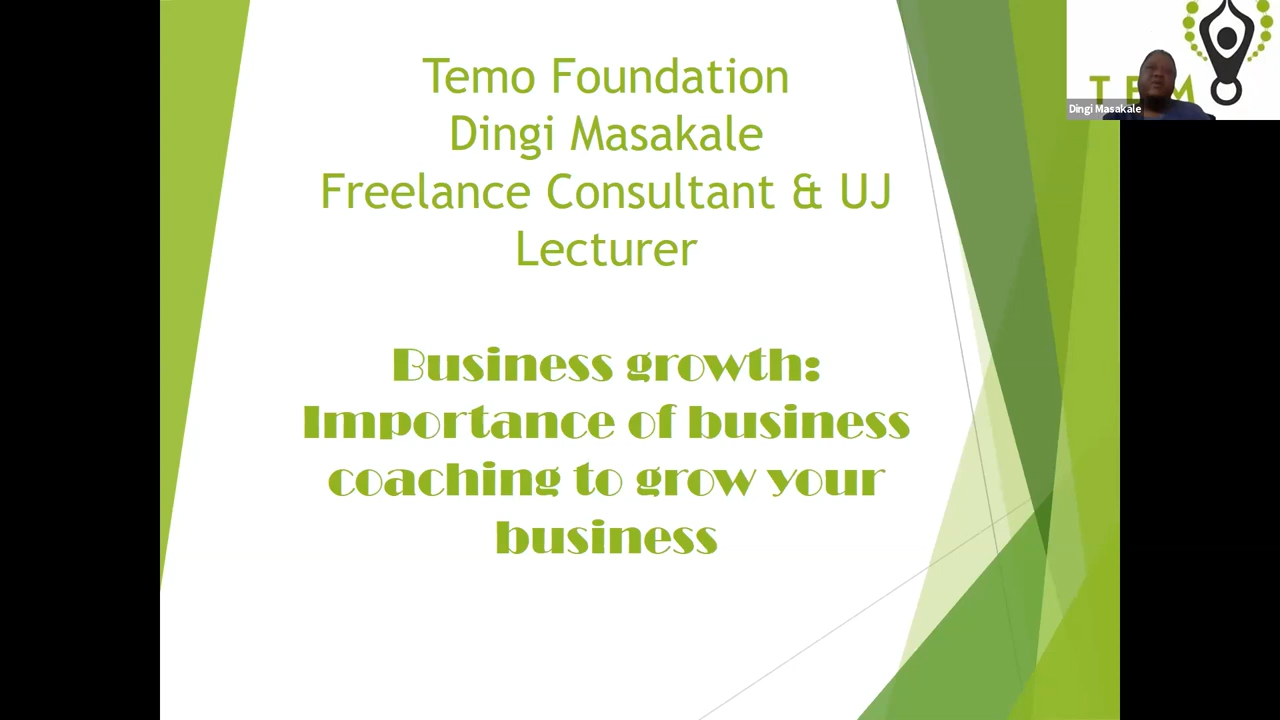 Temo Foundation
Dingi Masakale
Freelance Consultant & UJ
Lecturer
Business growth:
Importance of business
coaching to grow your
business
T E M
Dingi Masakale